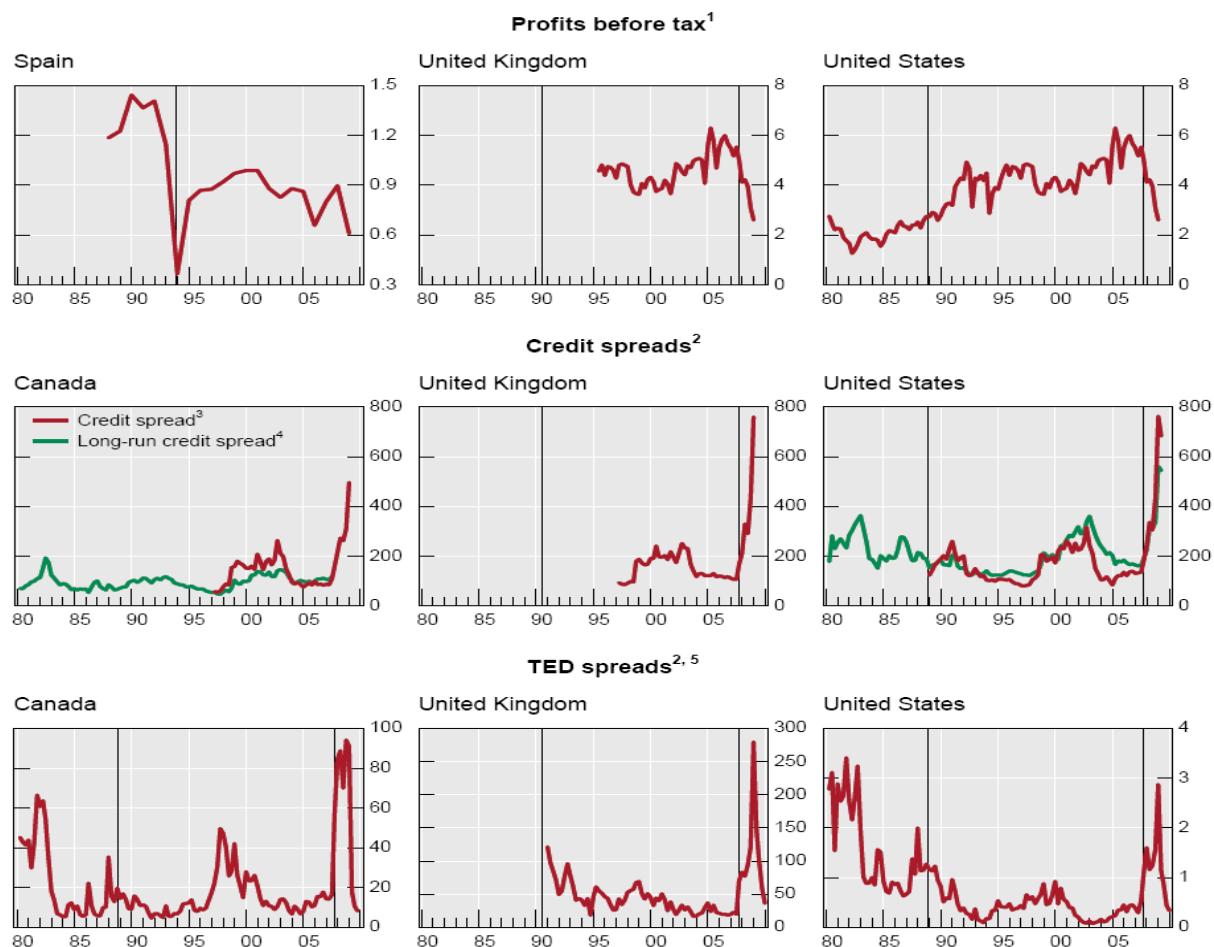 Profits before tax1
Spain United Kingdom United States
1.5 8 8
1.2 6 6
0.9 4 4
0.6 2 2
0.3 0 0
80 85 90 95 00 05 80 85 90 95 00 05 80 85 90 95 00 05
Credit spreads2
Canada United Kingdom United States
800 800 800
Credit spread3
Long-run credit spread4
600 600 600
400 400 400
200 200 200
0 0 0
80 85 90 95 00 05 80 85 90 95 00 05 80 85 90 95 00 05
TED spreads2, 5
Canada United Kingdom United States
100 300 4
250
80 3
200
60
150 2
40
100
20 1
50
0 0 0
80 85 90 95 00 05 80 85 90 95 00 05 80 85 90 95 00 05